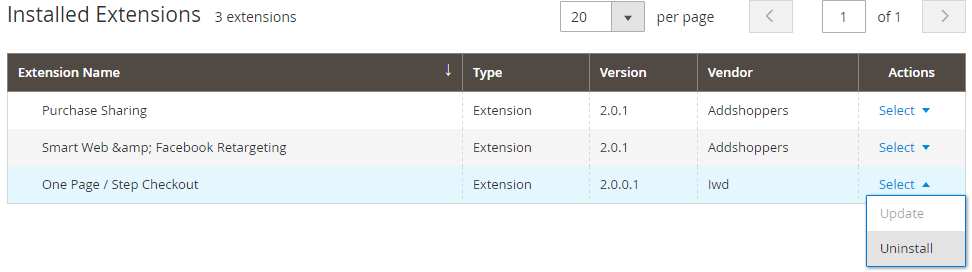 Installed Extensions 3 extensions 20 per page 1 of 1
Extension Name ↓ Type Version Vendor Actions
Purchase Sharing Extension 2.0.1 Addshoppers Select
Smart Web &amp; Facebook Retargeting Extension 2.0.1 Addshoppers Select
One Page / Step Checkout Extension 2.0.0.1 Iwd Select
Update
Uninstall